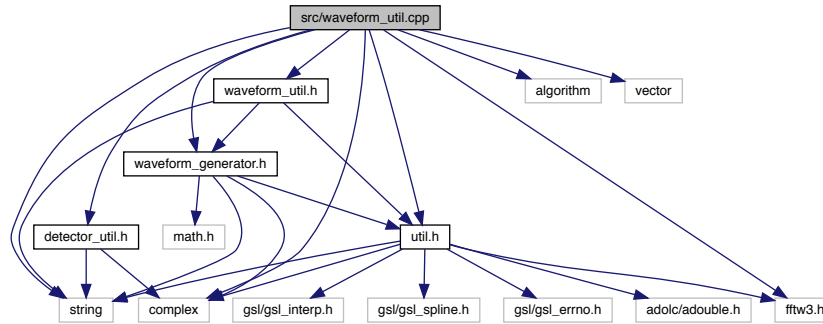 src/waveform_util.cpp
waveform_util.h
algorithm
vector
waveform_generator.h
detector_util.h
math.h
util.h
string
complex
gsl/gsl_interp.h
gsl/gsl_spline.h
gsl/gsl_errno.h
adolc/adouble.h
fftw3.h